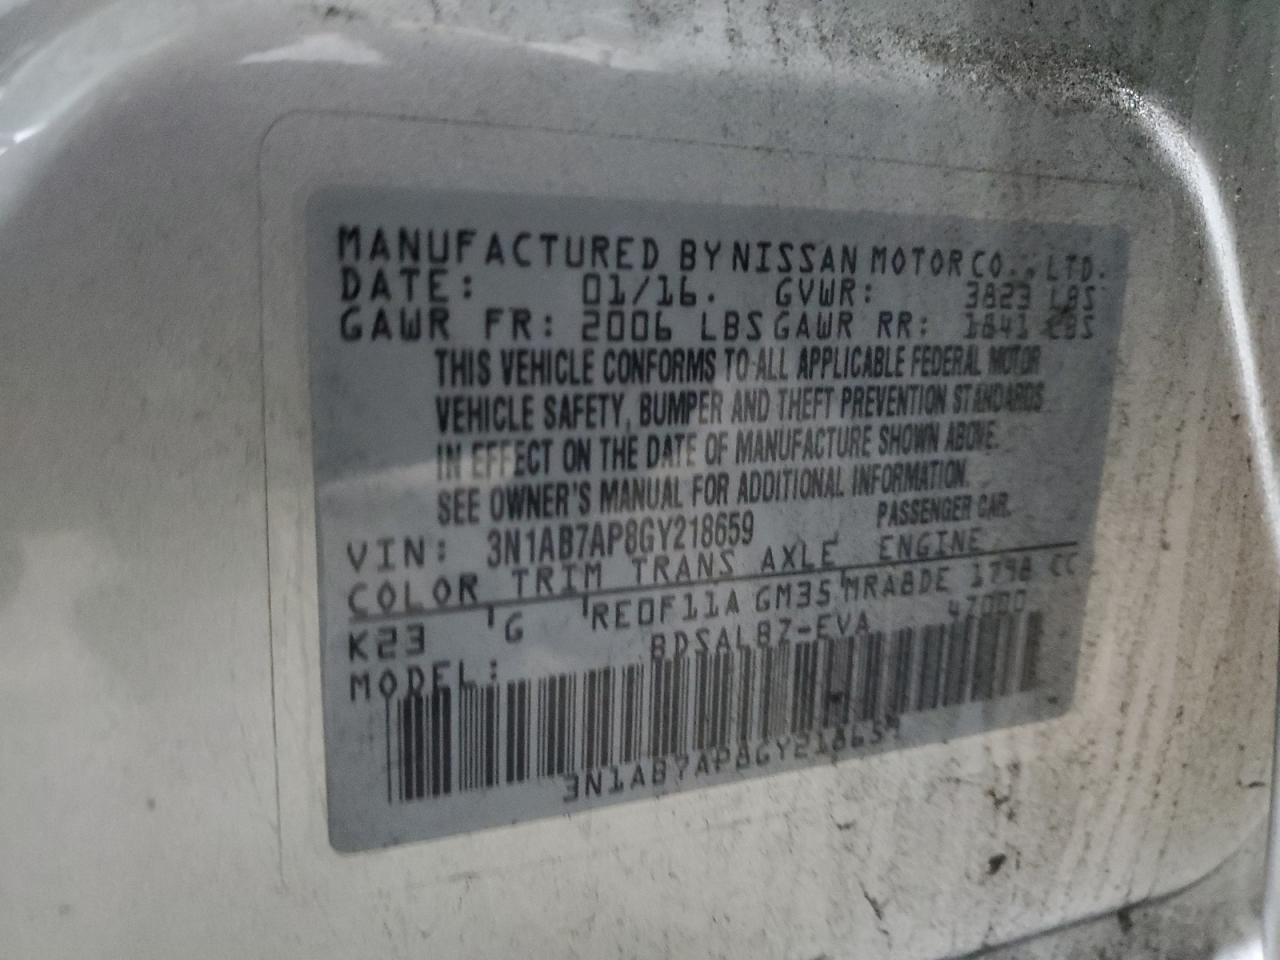 MANUFACTURED BY NISSAN MOTOR CO., LTD.
DATE: 01/16. GVWR: 3823 LBS
GAWR FR: 2006 LBS GAWR RR: 1841 LBS
THIS VEHICLE CONFORMS TO ALL APPLICABLE FEDERAL MOTOR
VEHICLE SAFETY, BUMPER AND THEFT PREVENTION STANDARDS
IN EFFECT ON THE DATE OF MANUFACTURE SHOWN ABOVE.
SEE OWNER'S MANUAL FOR ADDITIONAL INFORMATION.
VIN: 3N1AB7AP8GY218659 PASSENGER CAR.
COLOR TRIM TRANS AXLE ENGINE
K23 G RE0F11A GM35 MRA8DE 1798 CC
MODEL: BDSALBZ-EVA 47000
3N1AB7AP8GY218659